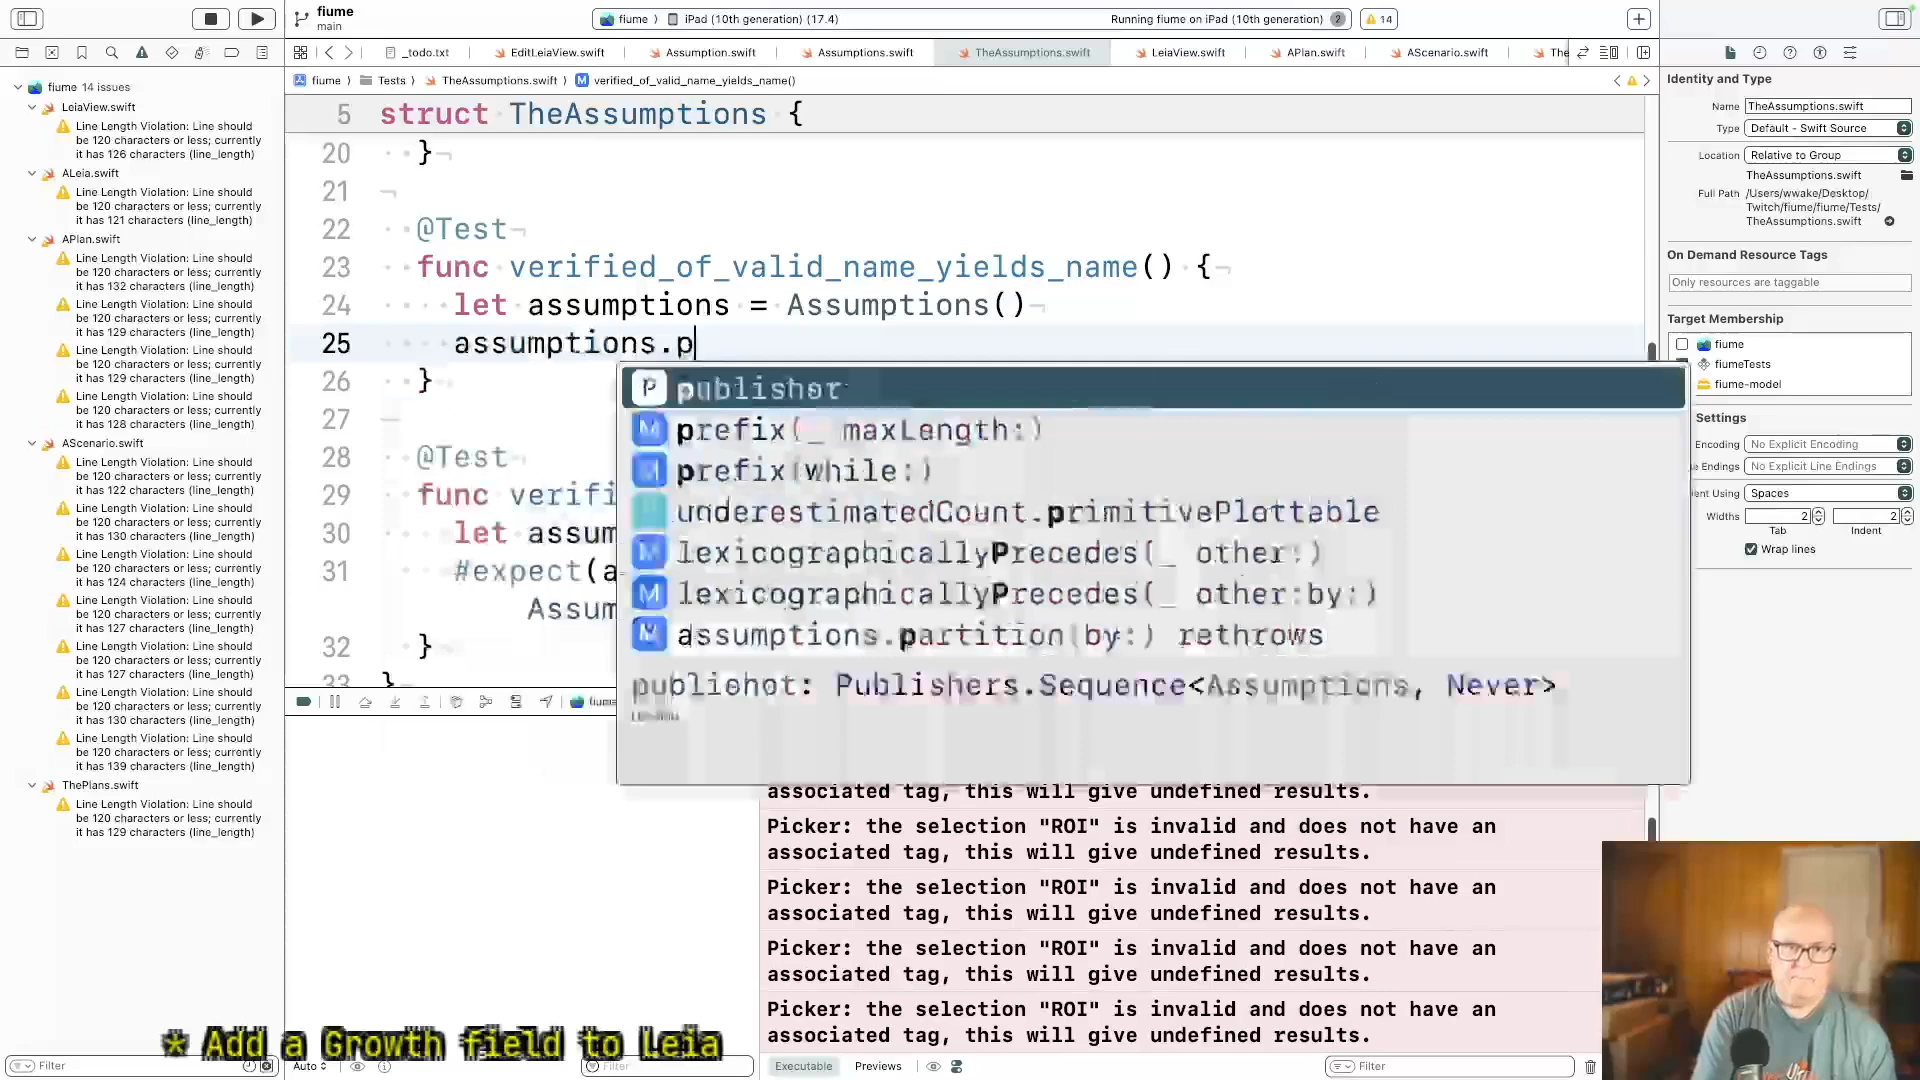 fiume
main
fiume 〉 iPad (10th generation) (17.4)
Running fiume on iPad (10th generation) 2
14
_todo.txt
EditLeiaView.swift
Assumption.swift
Assumptions.swift
TheAssumptions.swift
LeiaView.swift
APlan.swift
AScenario.swift
The
fiume 〉 Tests 〉 TheAssumptions.swift 〉 M verified_of_valid_name_yields_name()
fiume 14 issues
LeiaView.swift
Line Length Violation: Line should
be 120 characters or less; currently
it has 126 characters (line_length)
ALeia.swift
Line Length Violation: Line should
be 120 characters or less; currently
it has 121 characters (line_length)
APlan.swift
Line Length Violation: Line should
be 120 characters or less; currently
it has 132 characters (line_length)
Line Length Violation: Line should
be 120 characters or less; currently
it has 129 characters (line_length)
Line Length Violation: Line should
be 120 characters or less; currently
it has 129 characters (line_length)
Line Length Violation: Line should
be 120 characters or less; currently
it has 128 characters (line_length)
AScenario.swift
Line Length Violation: Line should
be 120 characters or less; currently
it has 122 characters (line_length)
Line Length Violation: Line should
be 120 characters or less; currently
it has 130 characters (line_length)
Line Length Violation: Line should
be 120 characters or less; currently
it has 124 characters (line_length)
Line Length Violation: Line should
be 120 characters or less; currently
it has 127 characters (line_length)
Line Length Violation: Line should
be 120 characters or less; currently
it has 127 characters (line_length)
Line Length Violation: Line should
be 120 characters or less; currently
it has 130 characters (line_length)
Line Length Violation: Line should
be 120 characters or less; currently
it has 139 characters (line_length)
ThePlans.swift
Line Length Violation: Line should
be 120 characters or less; currently
it has 129 characters (line_length)
Filter
5 struct TheAssumptions {
20 }
21
22 @Test
23 func verified_of_valid_name_yields_name() {
24 let assumptions = Assumptions()
25 assumptions.p
26 }
27
28 @Test
29 func verifi
30 let assum
31 #expect(a
Assum
32 }
33 }
P publisher
M prefix(_ maxLength:)
M prefix(while:)
underestimatedCount.primitivePlottable
M lexicographicallyPrecedes(_ other:)
M lexicographicallyPrecedes(_ other:by:)
M assumptions.partition(by:) rethrows
Publishers.Sequence<Assumptions, Never>
fiume
associated tag, this will give undefined results.
Picker: the selection "ROI" is invalid and does not have an
associated tag, this will give undefined results.
Picker: the selection "ROI" is invalid and does not have an
associated tag, this will give undefined results.
Picker: the selection "ROI" is invalid and does not have an
associated tag, this will give undefined results.
Picker: the selection "ROI" is invalid and does not have an
associated tag, this will give undefined results.
* Add a Growth field to Leia
Auto
Filter
Executable
Previews
Filter
Identity and Type
Name TheAssumptions.swift
Type Default - Swift Source
Location Relative to Group
TheAssumptions.swift
Full Path /Users/wwake/Desktop/
Twitch/fiume/fiume/Tests/
TheAssumptions.swift
On Demand Resource Tags
Only resources are taggable
Target Membership
fiume
fiumeTests
fiume-model
Settings
Encoding No Explicit Encoding
e Endings No Explicit Line Endings
ent Using Spaces
Widths 2 2
Tab Indent
Wrap lines